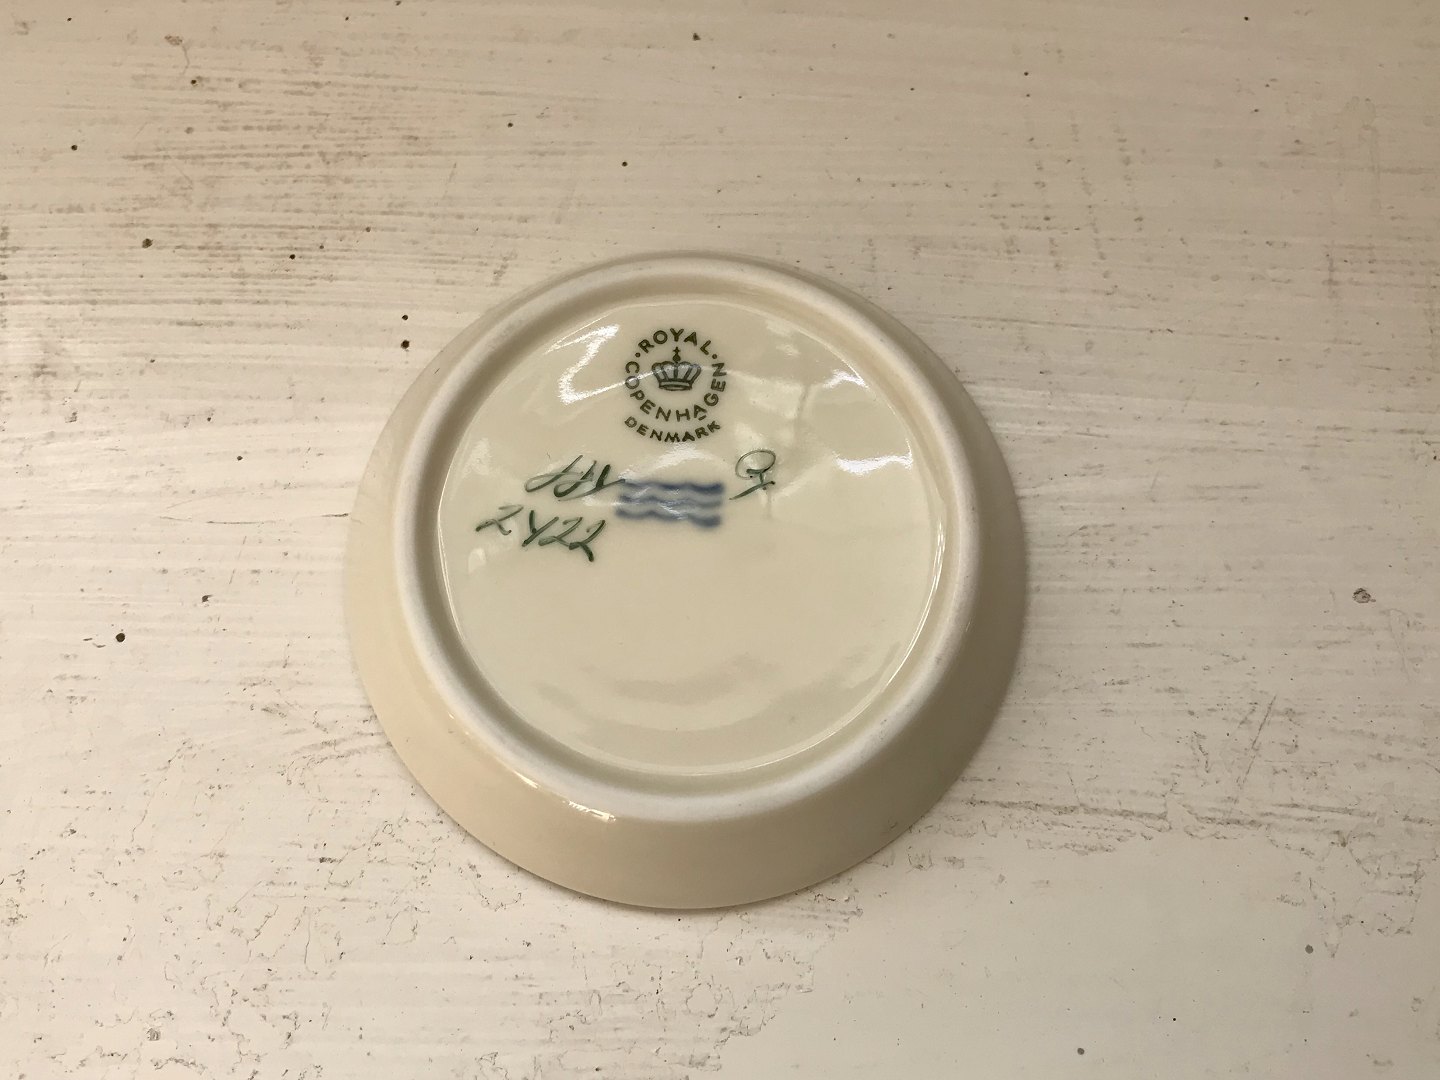 ROYAL
COPENHAGEN
DENMARK
2422